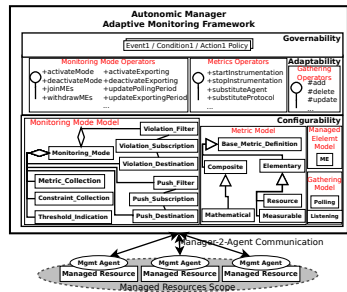 Autonomic Manager
Adaptive Monitoring Framework
Governability
Event1 / Condition1 / Action1 Policy
Adaptability
Monitoring Mode Operators
+activateMode
+deactivateMode
+joinMEs
+withdrawMEs
+activateExporting
+deactivateExporting
+updatePollingPeriod
+updateExportingPeriod
...
Metrics Operators
+startInstrumentation
+stopInstrumentation
+substituteAgent
+substituteProtocol
...
Gathering
Operators
#add
#delete
#update
...
Configurability
Monitoring Mode Model
Violation_Filter
Violation_Subscription
Monitoring_Mode
Violation_Destination
Metric_Collection
Push_Filter
Constraint_Collection
Push_Subscription
Threshold_Indication
Push_Destination
Metric Model
Base_Metric_Definition
Composite
Elementary
Resource
Mathematical
Measurable
Managed
Elelemnt
Model
ME
Gathering
Model
Polling
Listening
Manager-2-Agent Communication
Mgmt Agent
Mgmt Agent
Mgmt Agent
Managed Resource
Managed Resource
Managed Resource
Managed Resources Scope